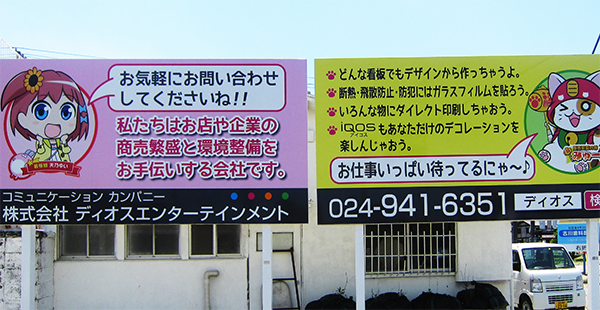 お気軽にお問い合わせ
してくださいね!!
私たちはお店や企業の
商売繁盛と環境整備を
お手伝いする会社です。
コミュニケーション カンパニー
株式会社 ディオスエンターテインメント
どんな看板でもデザインから作っちゃうよ。
断熱・飛散防止・防犯にはガラスフィルムを貼ろう。
いろんな物にダイレクト印刷しちゃおう。
iQOSもあなただけのデコレーションを
アイコス
楽しんじゃおう。
お仕事いっぱい待ってるにゃ～♪
024-941-6351
ディオス
検